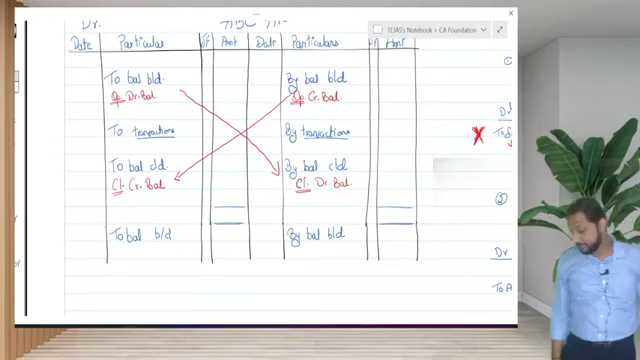 Dr.
TEJAS's Notebook > CA Foundation
Date Particular JF Amt Date Particulars Amt
To bal b/d. By bal b/d
Op. Dr. Bal Op. Cr. Bal
To transactions By transactions
To bal c/d. By bal c/d
Cl. Cr. Bal Cl. Dr. Bal.
To bal b/d By bal b/d
Dr
②
Dr
To A